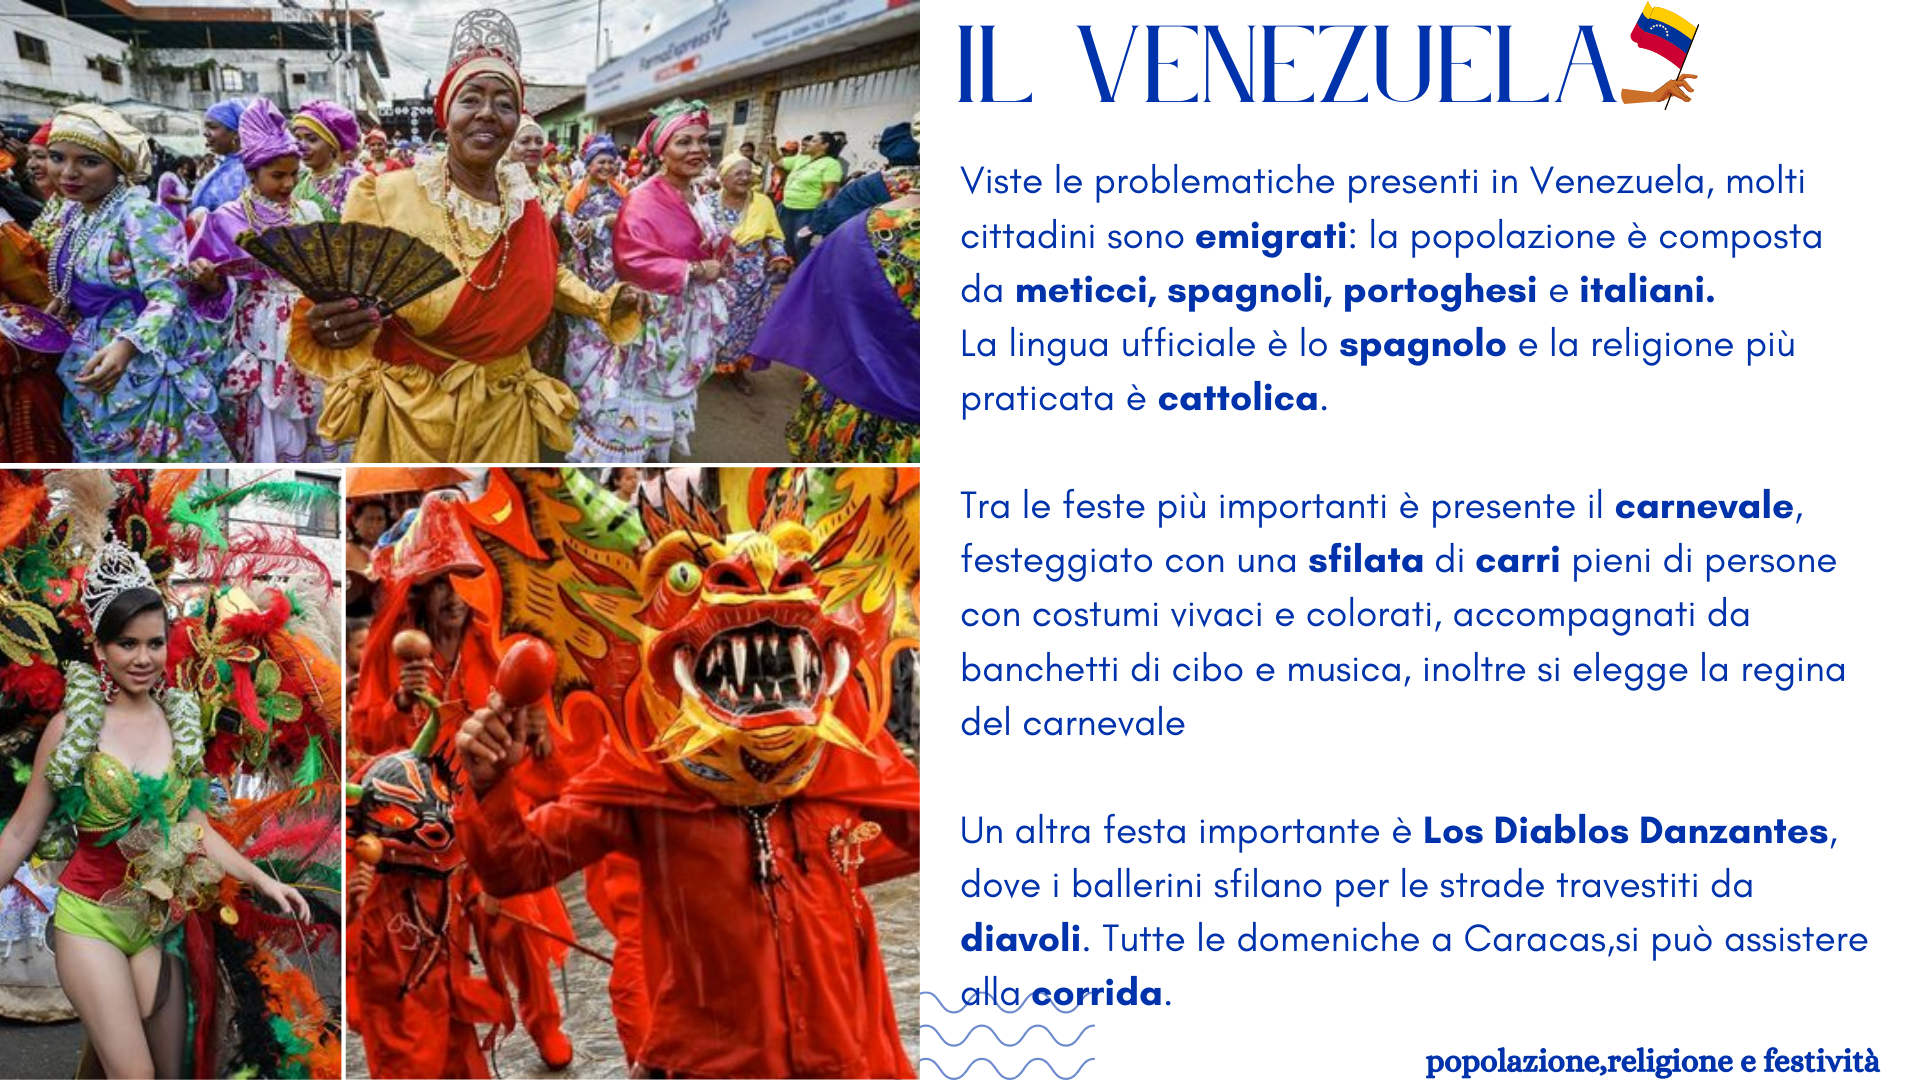 FarmaExpress
IL VENEZUELA
Viste le problematiche presenti in Venezuela, molti
cittadini sono emigrati: la popolazione è composta
da meticci, spagnoli, portoghesi e italiani.
La lingua ufficiale è lo spagnolo e la religione più
praticata è cattolica.
Tra le feste più importanti è presente il carnevale,
festeggiato con una sfilata di carri pieni di persone
con costumi vivaci e colorati, accompagnati da
banchetti di cibo e musica, inoltre si elegge la regina
del carnevale
Un altra festa importante è Los Diablos Danzantes,
dove i ballerini sfilano per le strade travestiti da
diavoli. Tutte le domeniche a Caracas,si può assistere
alla corrida.
popolazione,religione e festività